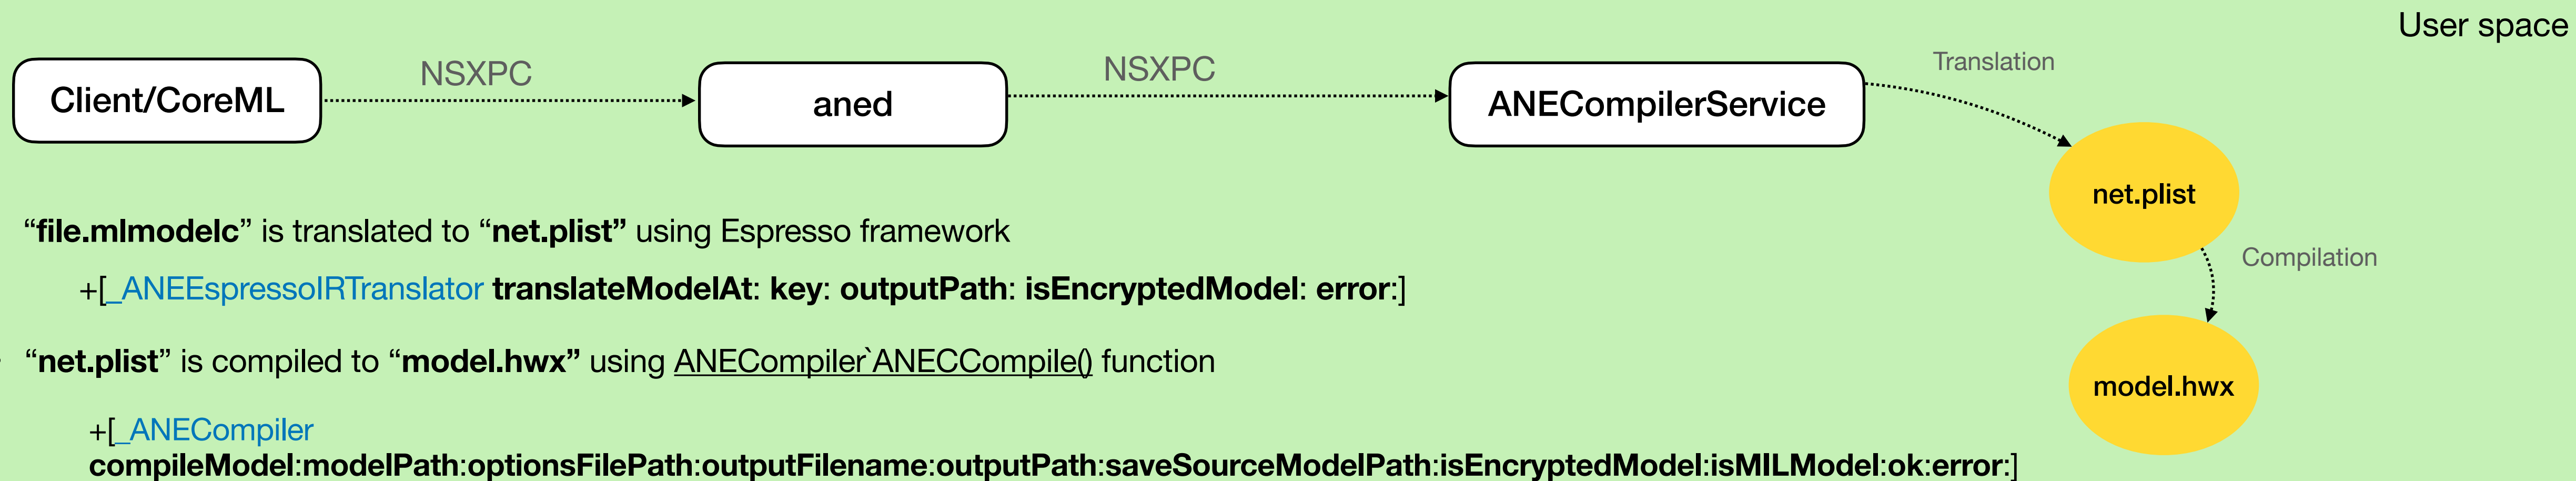 User space
Client/CoreML
NSXPC
aned
NSXPC
ANECompilerService
Translation
net.plist
Compilation
model.hwx
“file.mlmodelc” is translated to “net.plist” using Espresso framework
+[_ANEEspressoIRTranslator translateModelAt: key: outputPath: isEncryptedModel: error:]
“net.plist” is compiled to “model.hwx” using ANECompiler`ANECCompile() function
+[_ANECompiler
compileModel:modelPath:optionsFilePath:outputFilename:outputPath:saveSourceModelPath:isEncryptedModel:isMILModel:ok:error:]